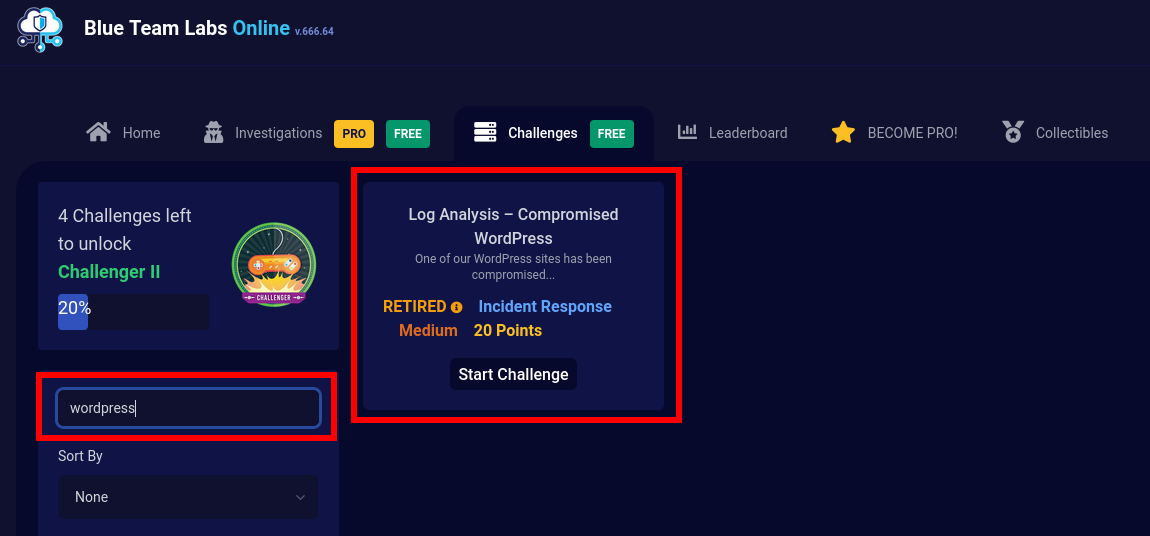 Blue Team Labs Online v.666.64
Home
Investigations PRO FREE
Challenges FREE
Leaderboard
BECOME PRO!
Collectibles
4 Challenges left
to unlock
Challenger II
20%
CHALLENGER
Log Analysis – Compromised
WordPress
One of our WordPress sites has been
compromised...
RETIRED Incident Response
Medium 20 Points
Start Challenge
wordpress
Sort By
None